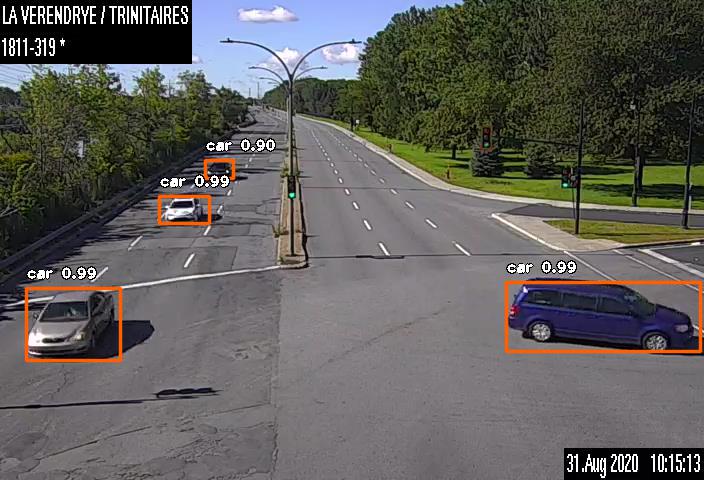 LA VERENDRYE / TRINITAIRES
1811-319 *
car 0.90
car 0.99
car 0.99
car 0.99
31.Aug 2020 10:15:13